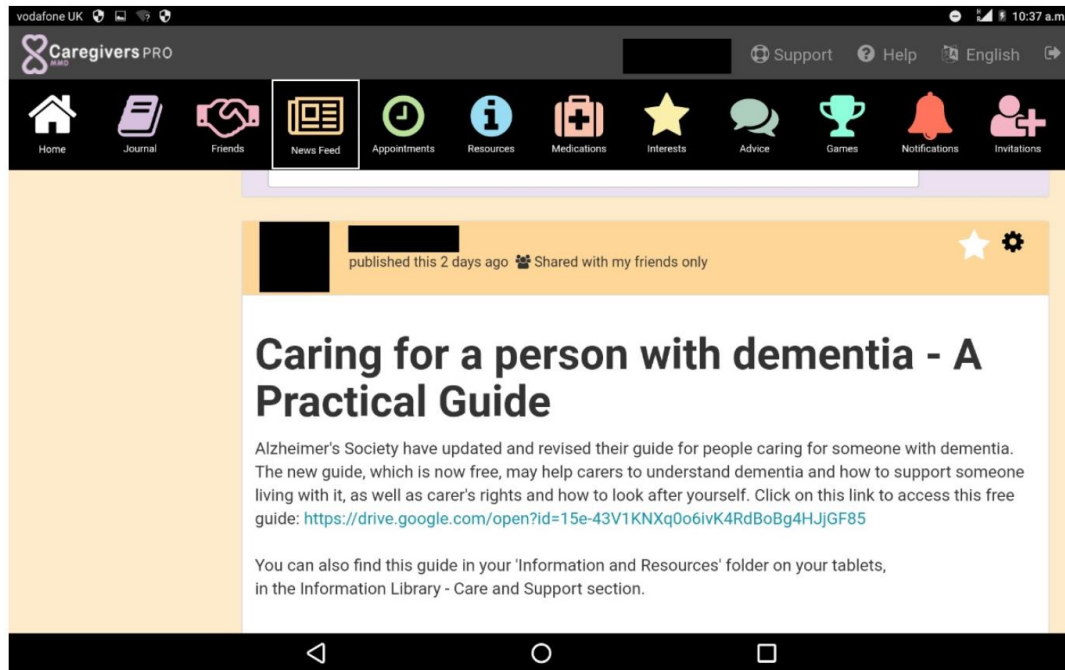 vodafone UK
10:37 a.m
Caregivers PRO
MMD
Support
Help
English
Home
Journal
Friends
News Feed
Appointments
Resources
Medications
Interests
Advice
Games
Notifications
Invitations
published this 2 days ago Shared with my friends only
Caring for a person with dementia - A
Practical Guide
Alzheimer's Society have updated and revised their guide for people caring for someone with dementia.
The new guide, which is now free, may help carers to understand dementia and how to support someone
living with it, as well as carer's rights and how to look after yourself. Click on this link to access this free
guide: https://drive.google.com/open?id=15e-43V1KNXq0o6ivK4RdBoBg4HJjGF85
You can also find this guide in your 'Information and Resources' folder on your tablets,
in the Information Library - Care and Support section.